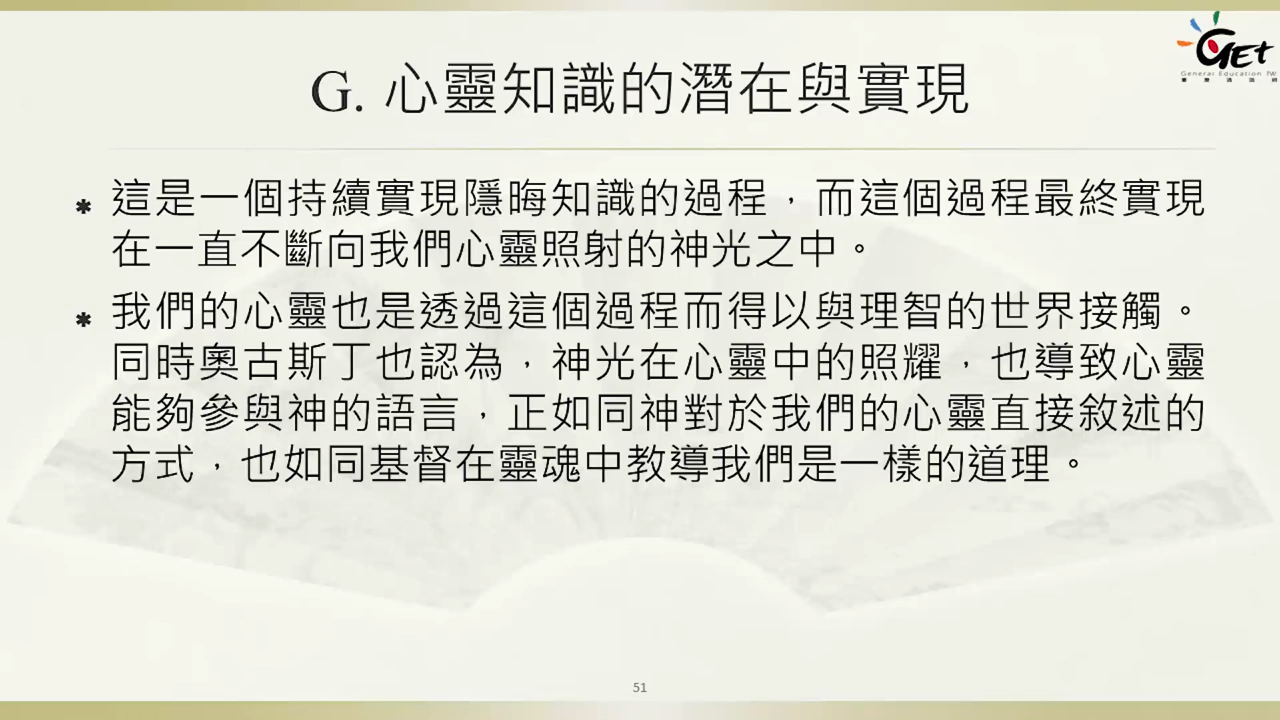 GET
General Education TW
G. 心靈知識的潛在與實現
* 這是一個持續實現隱晦知識的過程，而這個過程最終實現
在一直不斷向我們心靈照射的神光之中。
* 我們的心靈也是透過這個過程而得以與理智的世界接觸。
同時奧古斯丁也認為，神光在心靈中的照耀，也導致心靈
能夠參與神的語言，正如同神對於我們的心靈直接敘述的
方式，也如同基督在靈魂中教導我們是一樣的道理。
51